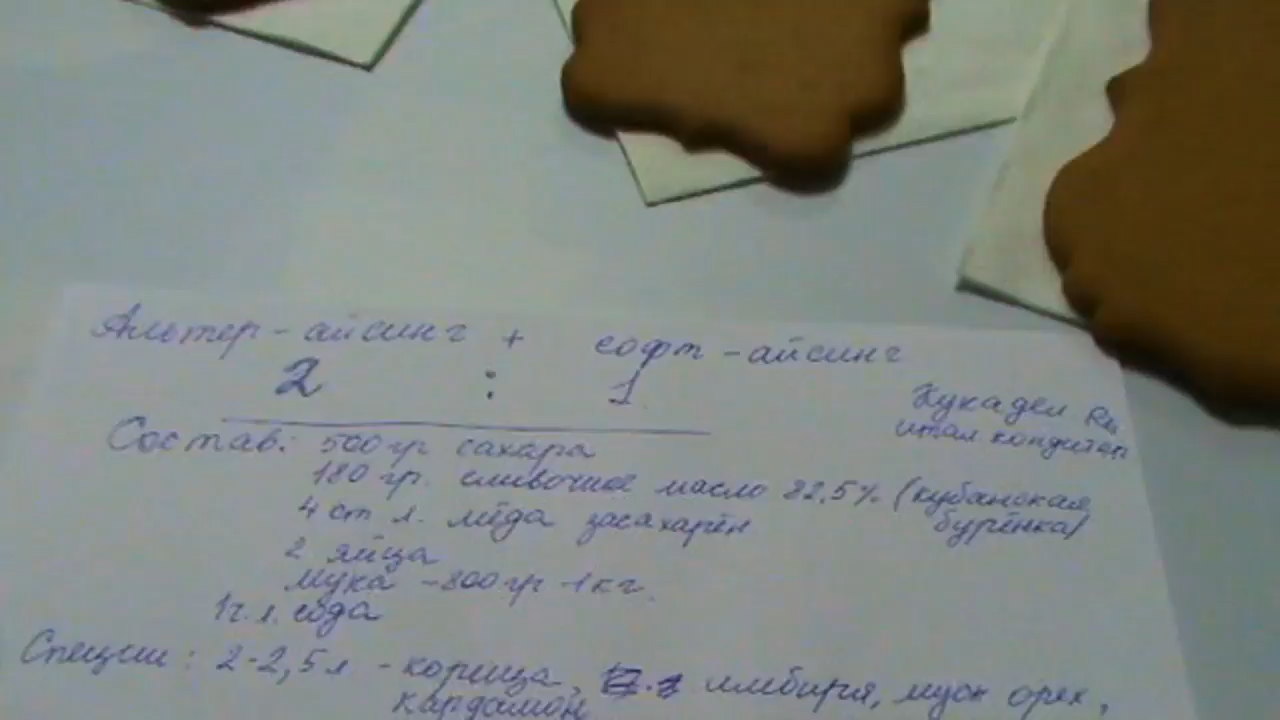 Альтер-айсинг + софт-айсинг
2 : 1
Кукадел Ru
итал кондитер
Состав: 500 гр сахара
180 гр. сливочное масло 82,5% (кубанская
бурёнка)
4 ст л. мёда засахарен
2 яйца
мука - 800 гр - 1 кг.
1 ч. л. сода
Специи: 2-2,5 л - корица, имбиря, муск орех,
кардамон